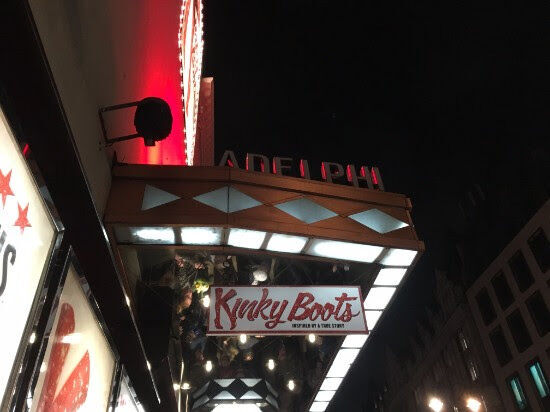 ADELPHI
Kinky Boots
INSPIRED BY A TRUE STORY